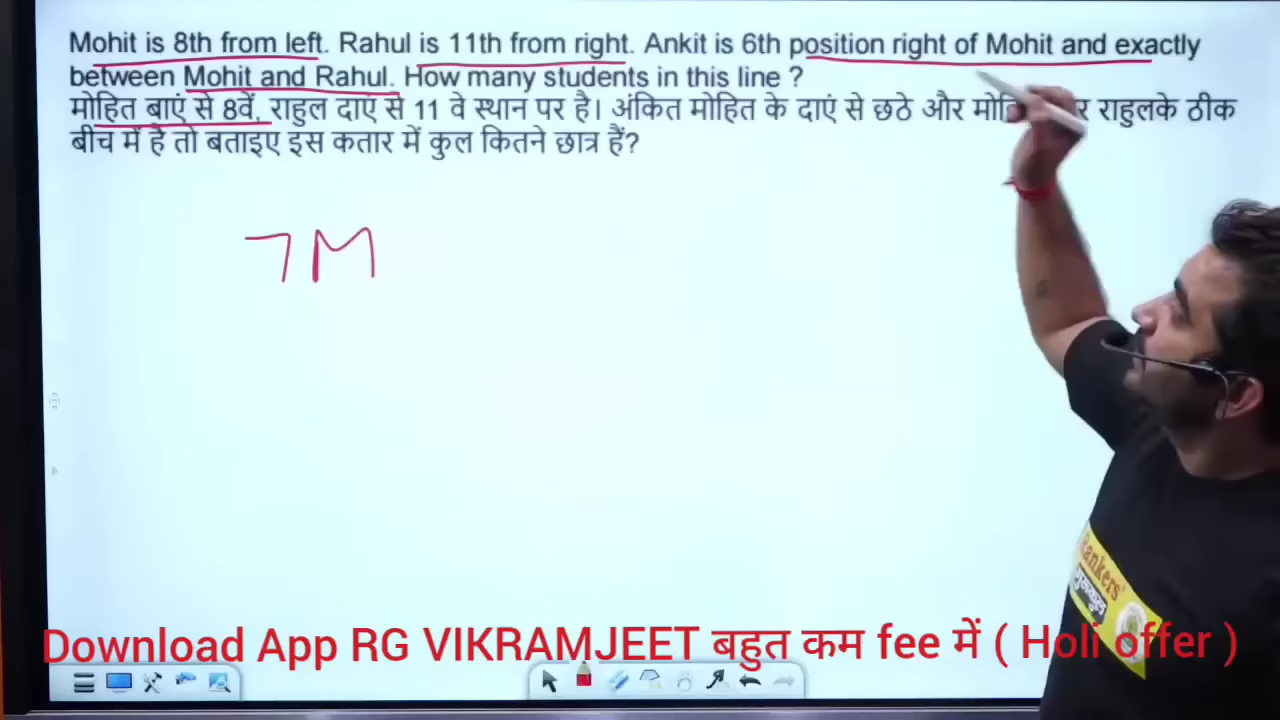 Mohit is 8th from left. Rahul is 11th from right. Ankit is 6th position right of Mohit and exactly
between Mohit and Rahul. How many students in this line ?
मोहित बाएं से 8वें, राहुल दाएं से 11 वे स्थान पर है। अंकित मोहित के दाएं से छठे और राहुलके ठीक
बीच में है तो बताइए इस कतार में कुल कितने छात्र हैं?
7 M
Rankers'
गुरुकुल
Download App RG VIKRAMJEET बहुत कम fee में ( Holi offer )